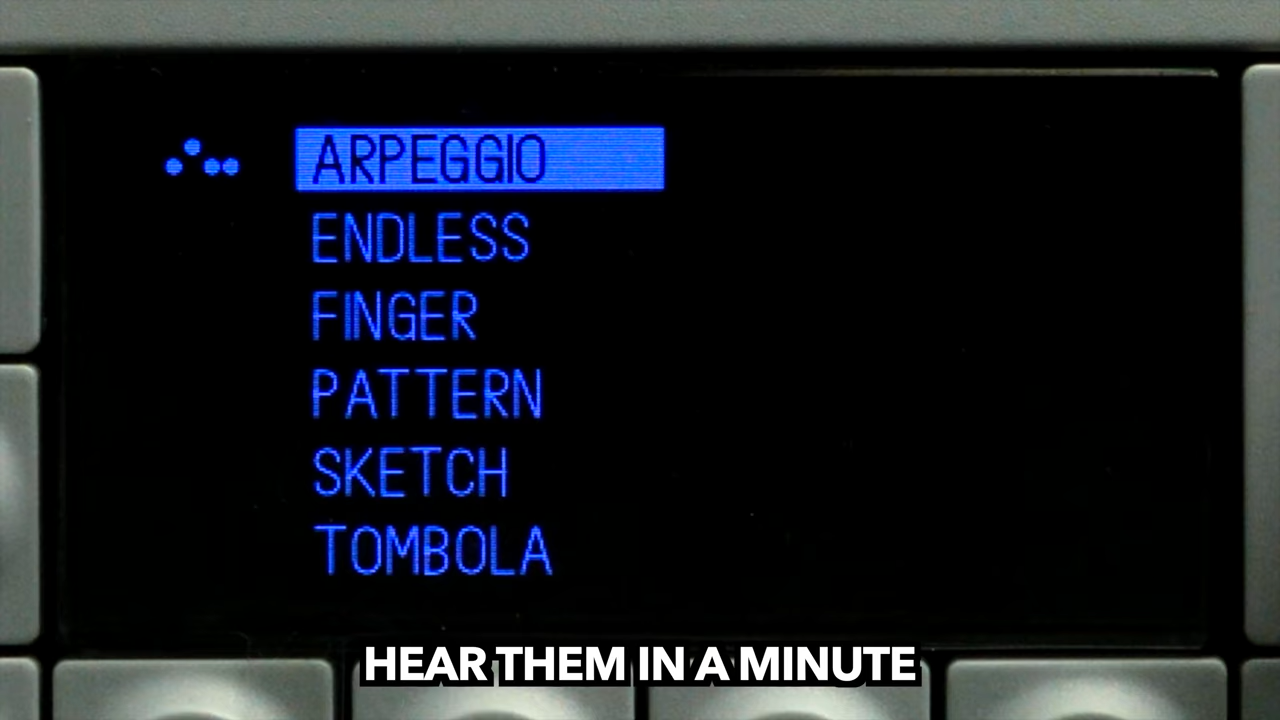 ARPEGGIO
ENDLESS
FINGER
PATTERN
SKETCH
TOMBOLA
HEAR THEM IN A MINUTE